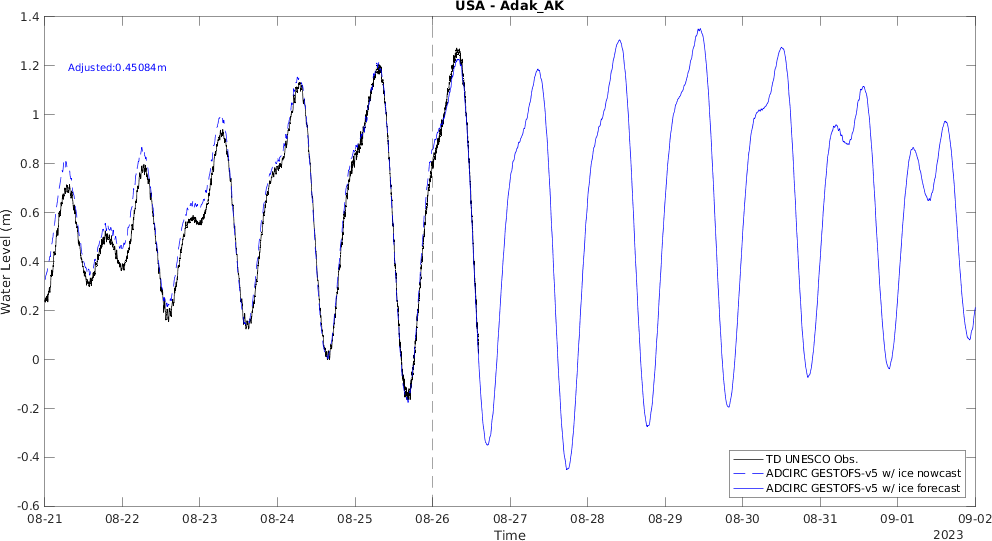 USA - Adak_AK
Adjusted:0.45084m
Water Level (m)
1.4
1.2
1
0.8
0.6
0.4
0.2
0
-0.2
-0.4
-0.6
TD UNESCO Obs.
ADCIRC GESTOFS-v5 w/ ice nowcast
ADCIRC GESTOFS-v5 w/ ice forecast
08-21 08-22 08-23 08-24 08-25 08-26 08-27 08-28 08-29 08-30 08-31 09-01 09-02
Time
2023